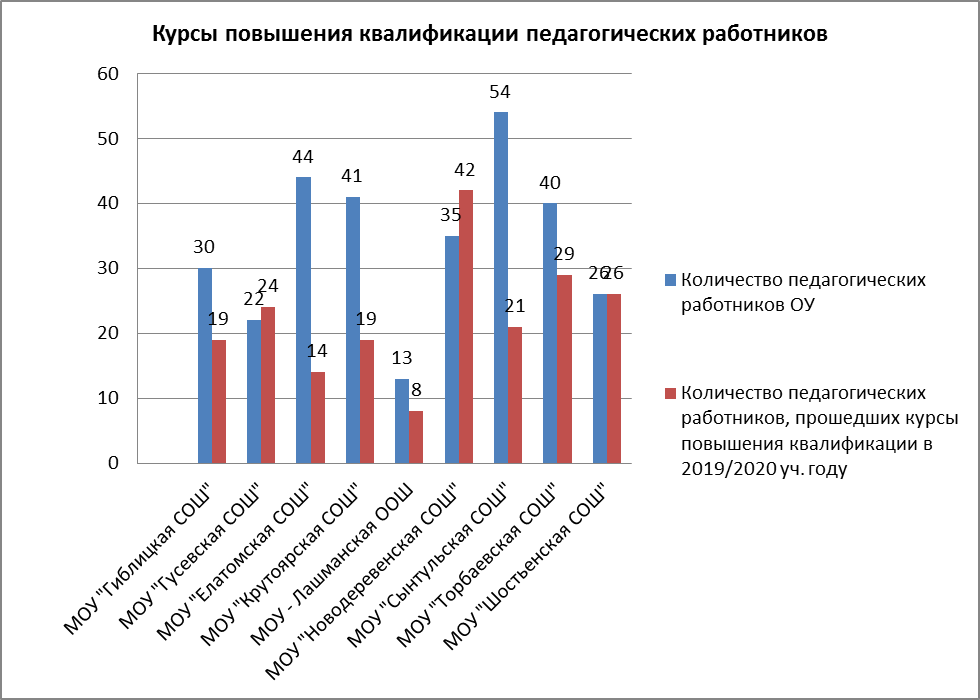 Курсы повышения квалификации педагогических работников
60
50
40
30
20
10
0
30
19
22
24
44
14
41
19
13
8
35
42
54
21
40
29
26
26
МОУ "Гиблицкая СОШ"
МОУ "Гусевская СОШ"
МОУ "Елатомская СОШ"
МОУ "Крутоярская СОШ"
МОУ - Лашманская ООШ
МОУ "Новодеревенская СОШ"
МОУ "Сынтульская СОШ"
МОУ "Торбаевская СОШ"
МОУ "Шостьенская СОШ"
Количество педагогических
работников ОУ
Количество педагогических
работников, прошедших курсы
повышения квалификации в
2019/2020 уч. году